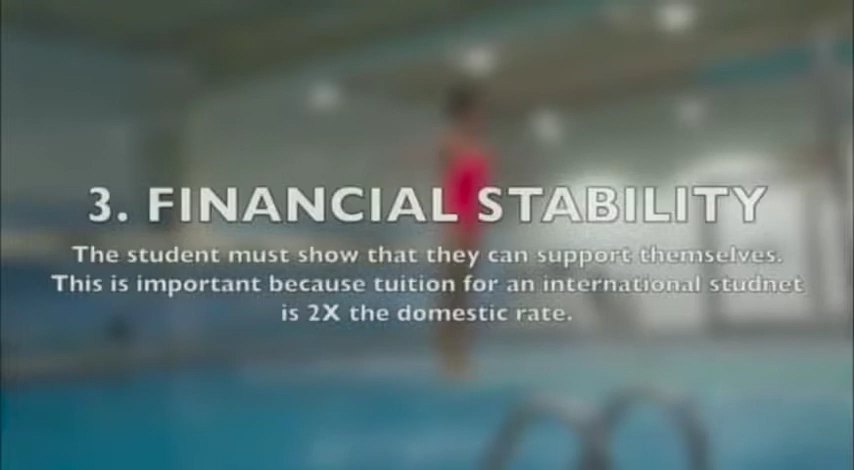 3. FINANCIAL STABILITY
The student must show that they can support themselves.
This is important because tuition for an international studnet
is 2X the domestic rate.